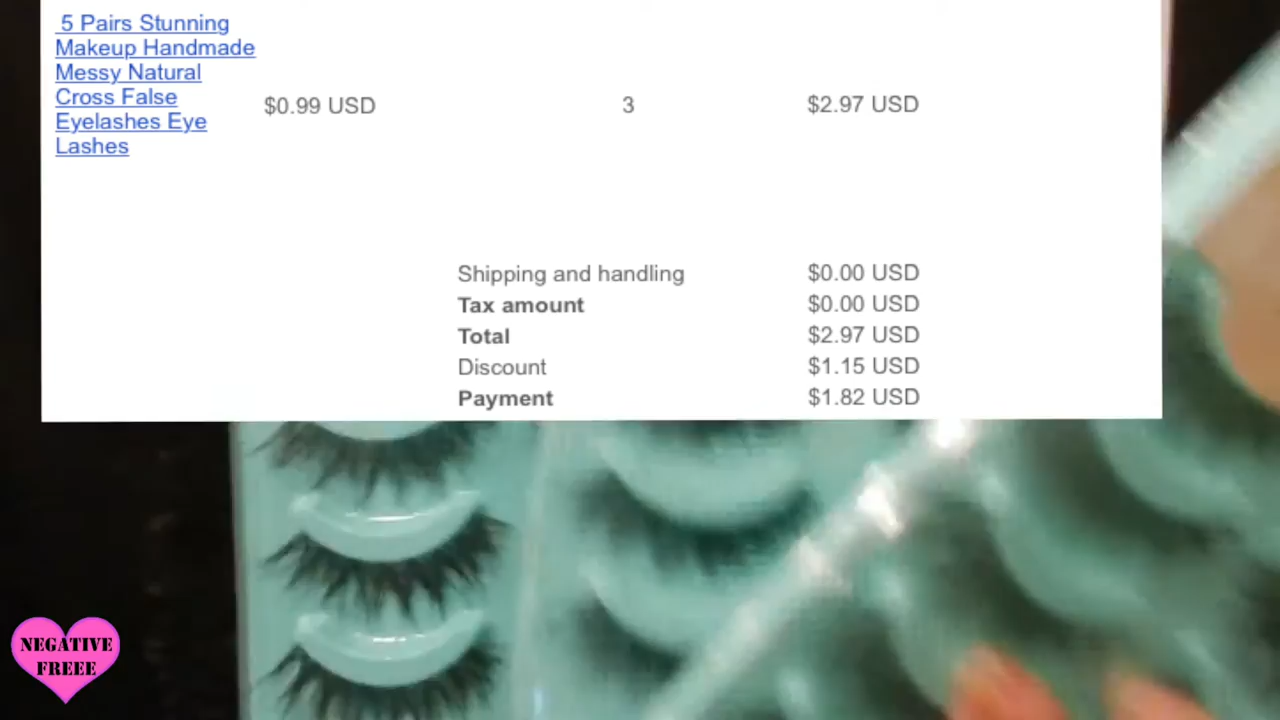 5 Pairs Stunning
Makeup Handmade
Messy Natural
Cross False
Eyelashes Eye
Lashes
$0.99 USD 3 $2.97 USD
Shipping and handling $0.00 USD
Tax amount $0.00 USD
Total $2.97 USD
Discount $1.15 USD
Payment $1.82 USD
NEGATIVE
FREEE